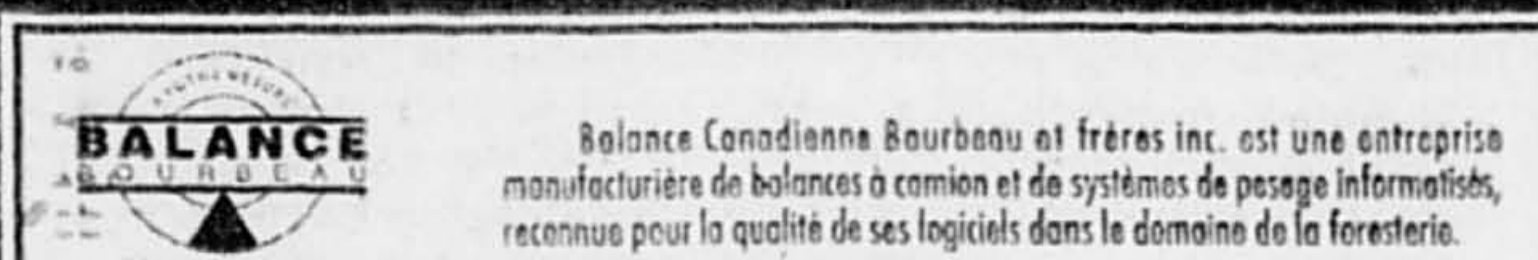 BALANCE
BOURBEAU
Balance Canadienne Bourbeau et frères inc. est une entreprise
manufacturière de balances à camion et de systèmes de pesage informatisés,
reconnue pour la qualité de ses logiciels dans le domaine de la foresterie.